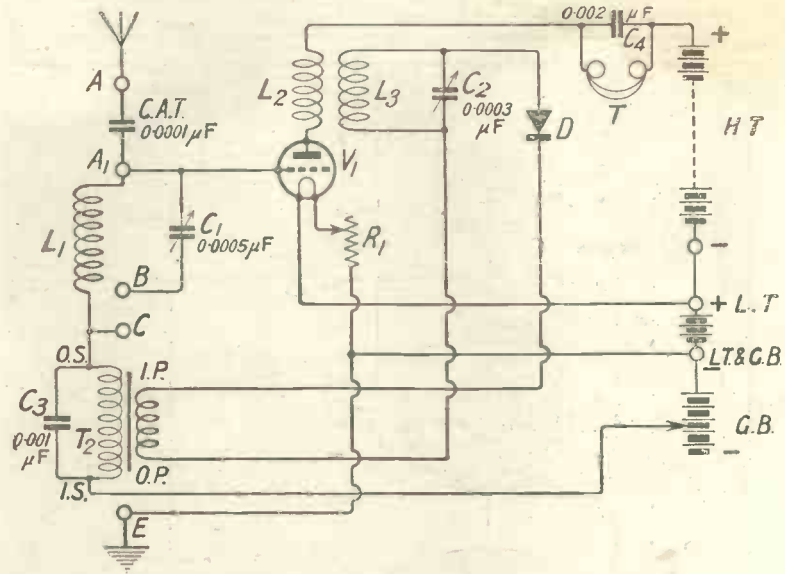 0.002 μF
C4
+
A
C.A.T.
0.0001μF
L2
L3
C2
0.0003
μF
D
T
H T
A1
V1
L1
C1
0.0005μF
R1
B
-
C
+ L.T
O.S.
I.P.
- LT.& G.B.
C3
0.001
μF
T2
G.B.
O.P.
-
I.S.
E